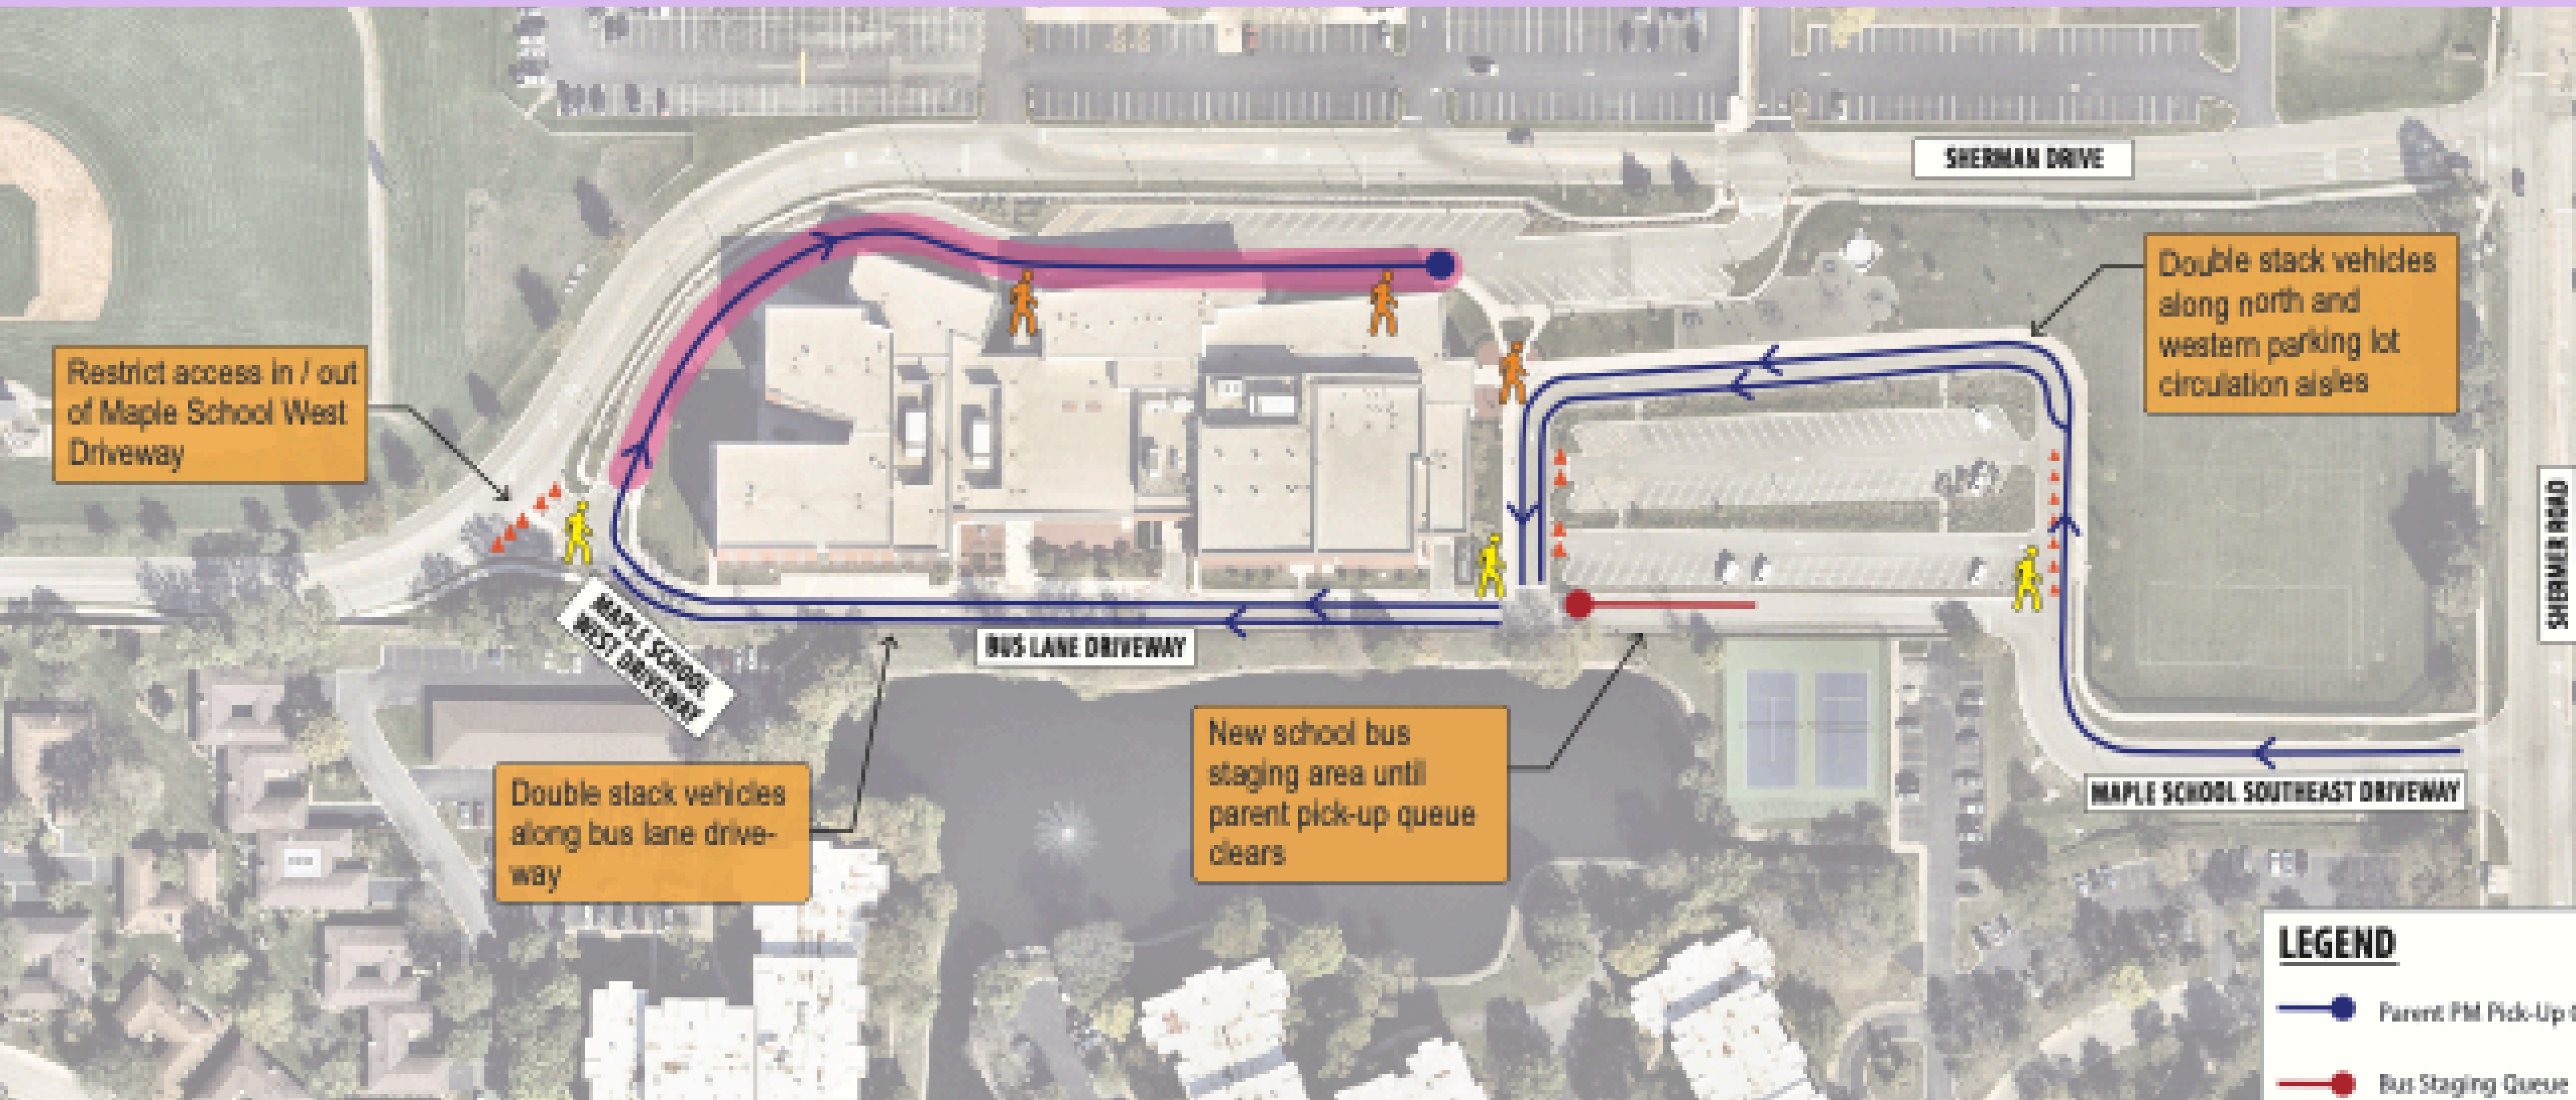 SHERMAN DRIVE
Double stack vehicles
along north and
western parking lot
circulation aisles
Restrict access in / out
of Maple School West
Driveway
SHERMER ROAD
MAPLE SCHOOL
WEST DRIVEWAY
BUS LANE DRIVEWAY
New school bus
staging area until
parent pick-up queue
clears
MAPLE SCHOOL SOUTHEAST DRIVEWAY
Double stack vehicles
along bus lane drive-
way
LEGEND
Parent PM Pick-Up
Bus Staging Queue